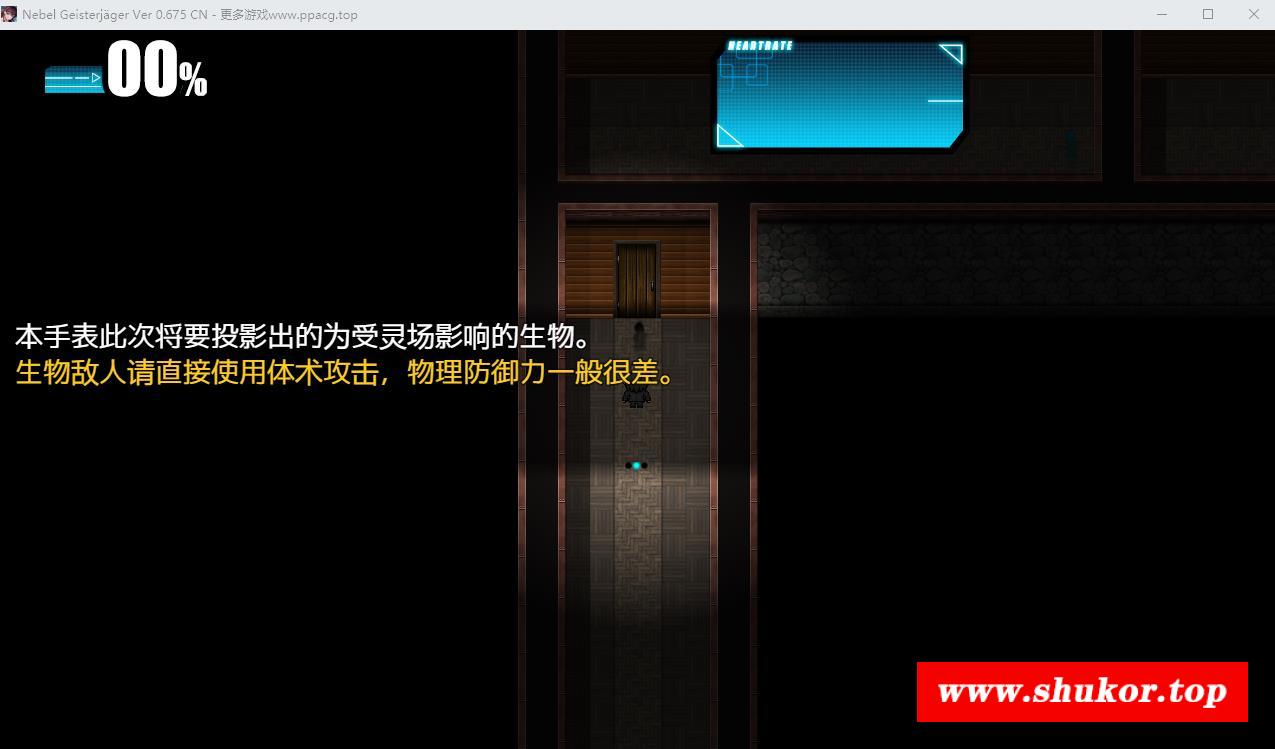 Nebel Geisterjäger Ver 0.675 CN - 更多游戏www.ppacg.top
00%
HEARTRATE
本手表此次将要投影出的为受灵场影响的生物。
生物敌人请直接使用体术攻击，物理防御力一般很差。
www.shukor.top